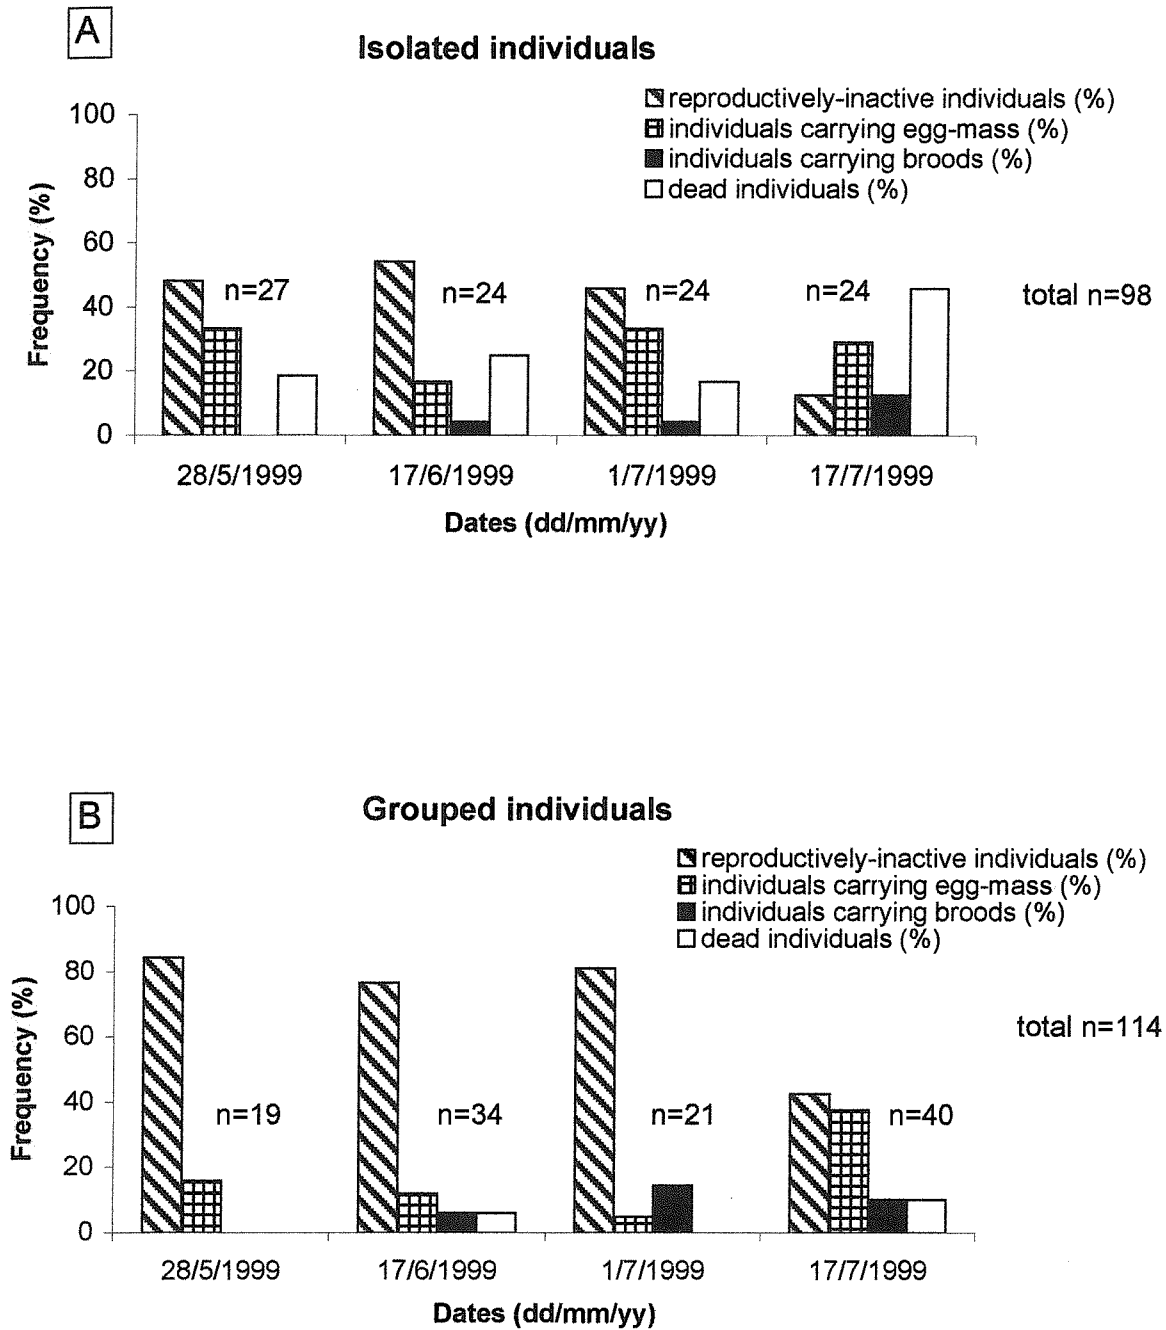 A
Isolated individuals
reproductively-inactive individuals (%)
individuals carrying egg-mass (%)
individuals carrying broods (%)
dead individuals (%)
100
80
60
40
20
0
Frequency (%)
n=27
n=24
n=24
n=24
total n=98
28/5/1999
17/6/1999
1/7/1999
17/7/1999
Dates (dd/mm/yy)
B
Grouped individuals
reproductively-inactive individuals (%)
individuals carrying egg-mass (%)
individuals carrying broods (%)
dead individuals (%)
100
80
60
40
20
0
Frequency (%)
total n=114
n=19
n=34
n=21
n=40
28/5/1999
17/6/1999
1/7/1999
17/7/1999
Dates (dd/mm/yy)